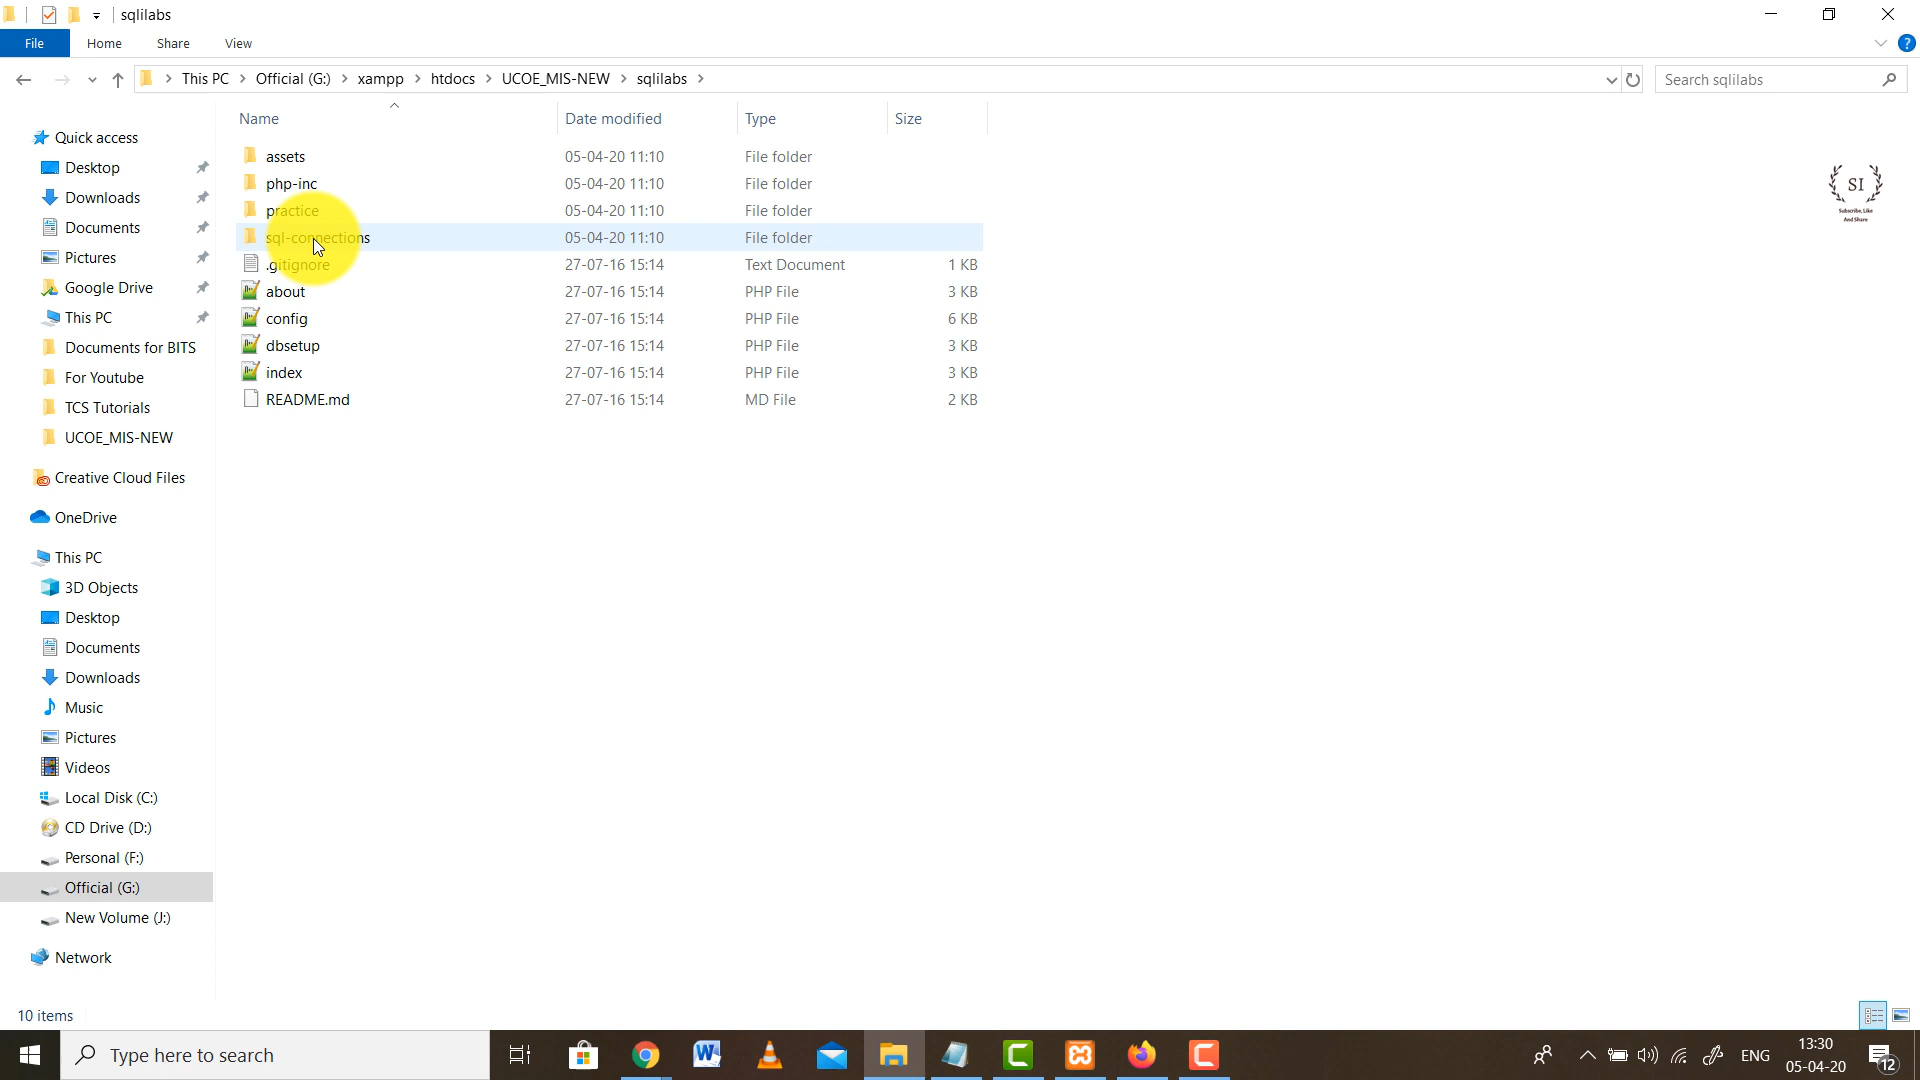 sqlilabs
File Home Share View
This PC Official (G:) xampp htdocs UCOE_MIS-NEW sqlilabs
Search sqlilabs
Name Date modified Type Size
assets 05-04-20 11:10 File folder
php-inc 05-04-20 11:10 File folder
practice 05-04-20 11:10 File folder
sql-connections 05-04-20 11:10 File folder
.gitignore 27-07-16 15:14 Text Document 1 KB
about 27-07-16 15:14 PHP File 3 KB
config 27-07-16 15:14 PHP File 6 KB
dbsetup 27-07-16 15:14 PHP File 3 KB
index 27-07-16 15:14 PHP File 3 KB
README.md 27-07-16 15:14 MD File 2 KB
Quick access
Desktop
Downloads
Documents
Pictures
Google Drive
This PC
Documents for BITS
For Youtube
TCS Tutorials
UCOE_MIS-NEW
Creative Cloud Files
OneDrive
This PC
3D Objects
Desktop
Documents
Downloads
Music
Pictures
Videos
Local Disk (C:)
CD Drive (D:)
Personal (F:)
Official (G:)
New Volume (J:)
Network
SI
Subscribe, Like
And Share
10 items
Type here to search
ENG
13:30
05-04-20
12